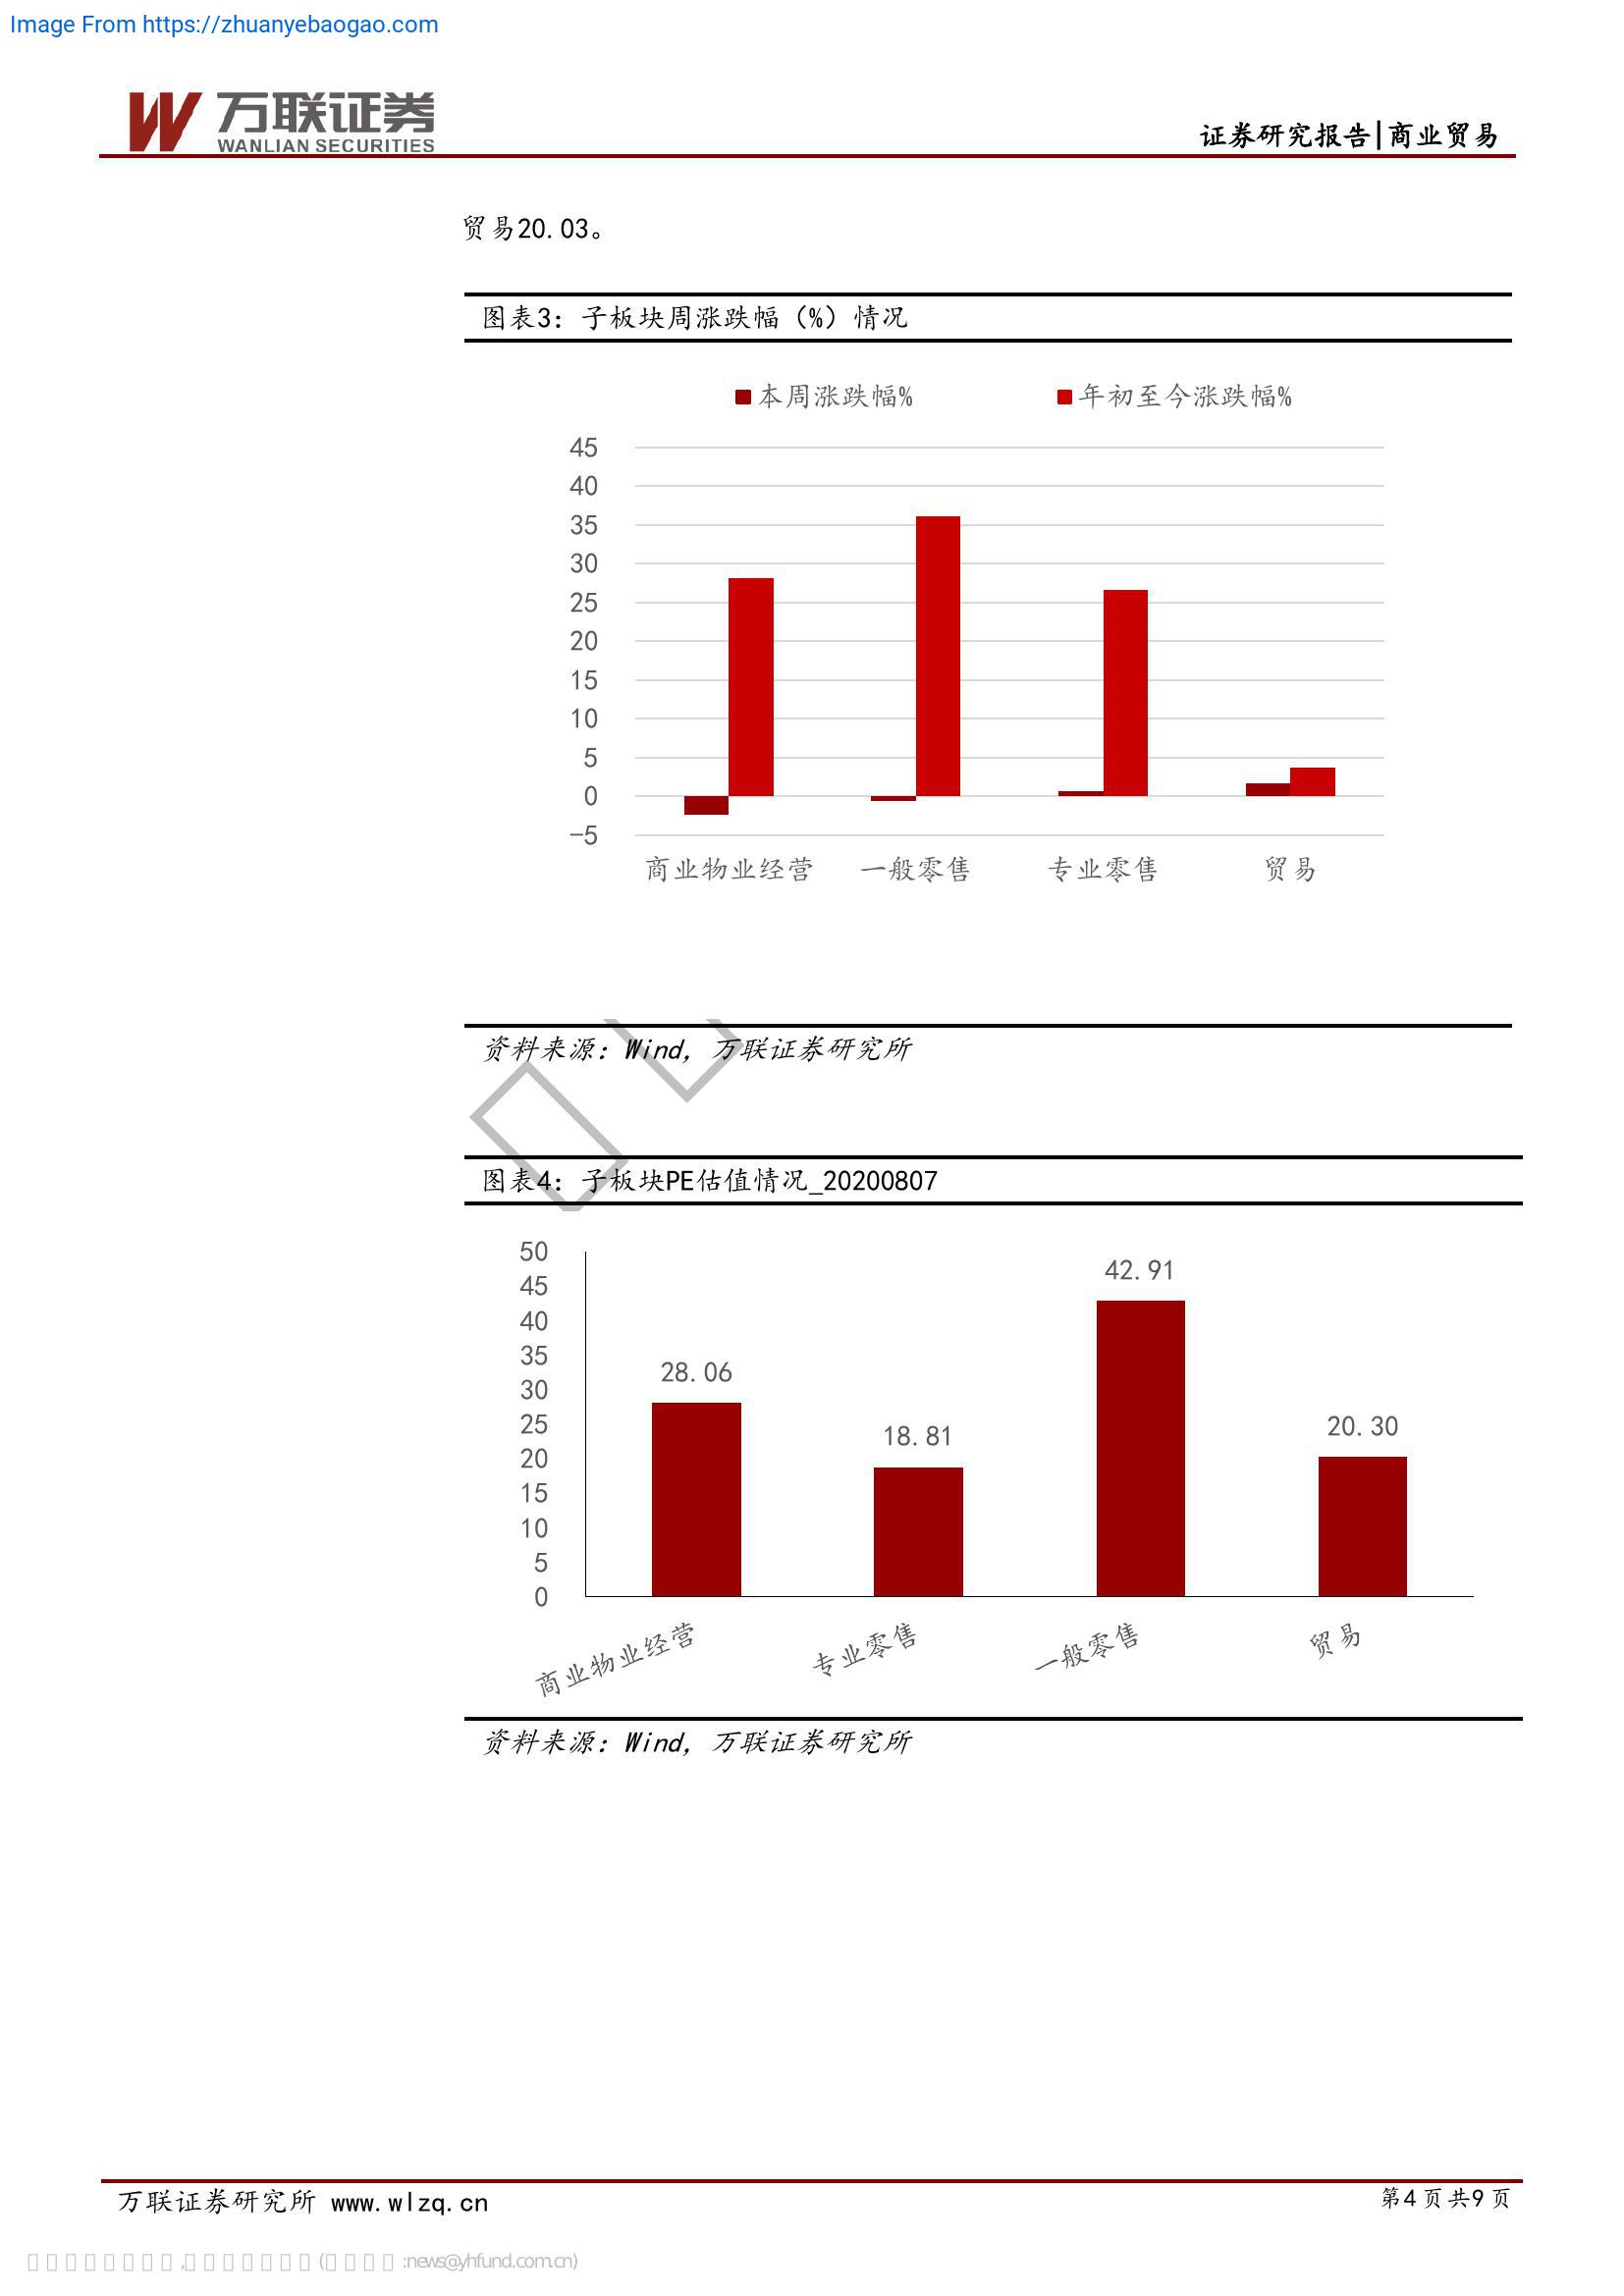 Image From https://zhuanyebaogao.com
万联证券
WANLIAN SECURITIES
证券研究报告|商业贸易
贸易20.03。
图表3：子板块周涨跌幅（%）情况
本周涨跌幅% 年初至今涨跌幅%
45
40
35
30
25
20
15
10
5
0
-5
商业物业经营 一般零售 专业零售 贸易
资料来源：Wind，万联证券研究所
图表4：子板块PE估值情况_20200807
50
45
40
35
30
25
20
15
10
5
0
28.06
18.81
42.91
20.30
商业物业经营 专业零售 一般零售 贸易
资料来源：Wind，万联证券研究所
万联证券研究所 www.wlzq.cn
第4页共9页
:news@yhfund.com.cn)